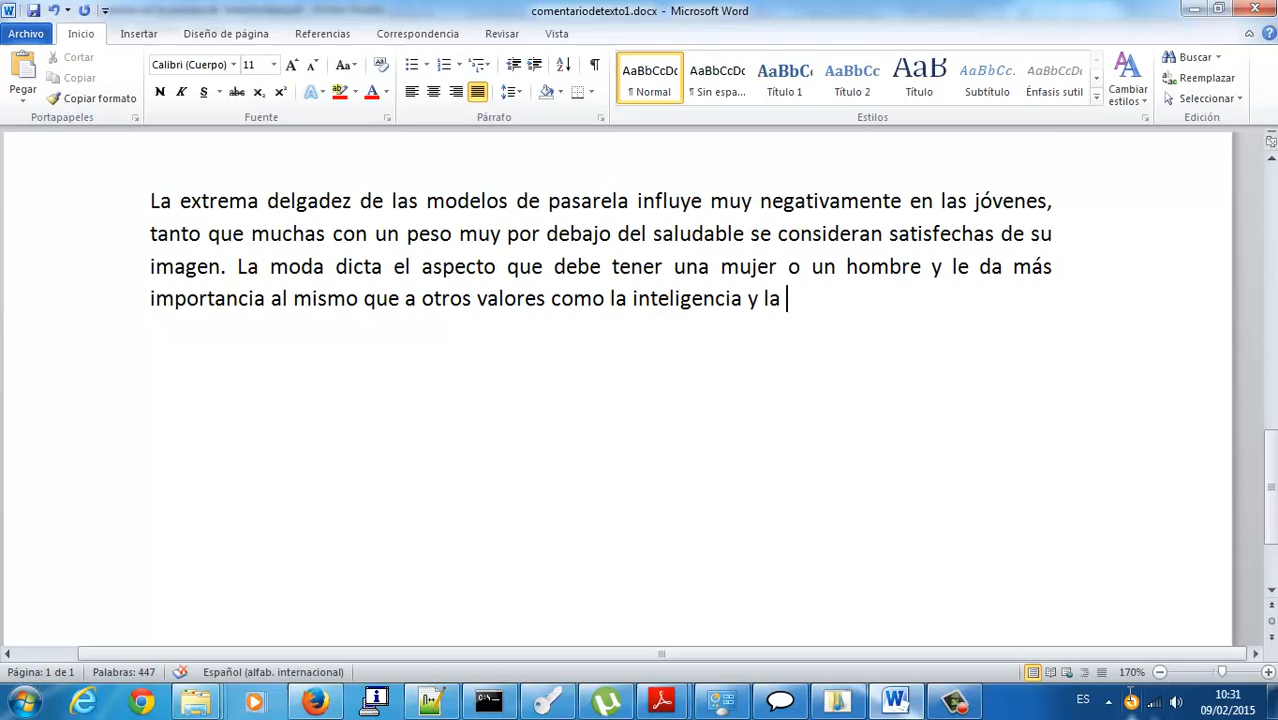 comentariodetexto1.docx - Microsoft Word
Archivo Inicio Insertar Diseño de página Referencias Correspondencia Revisar Vista
Pegar
Cortar
Copiar
Copiar formato
Portapapeles
Calibri (Cuerpo) 11
Aa
N K S abc x₂ x²
Fuente
Párrafo
AaBbCcDc AaBbCcDc AaBbC AaBbCc AaB AaBbCc. AaBbCcDc
¶ Normal ¶ Sin espa... Título 1 Título 2 Título Subtítulo Énfasis sutil
Cambiar
estilos
Estilos
Buscar
Reemplazar
Seleccionar
Edición
La extrema delgadez de las modelos de pasarela influye muy negativamente en las jóvenes,
tanto que muchas con un peso muy por debajo del saludable se consideran satisfechas de su
imagen. La moda dicta el aspecto que debe tener una mujer o un hombre y le da más
importancia al mismo que a otros valores como la inteligencia y la
Página: 1 de 1 Palabras: 447 Español (alfab. internacional) 170%
ES
10:31
09/02/2015